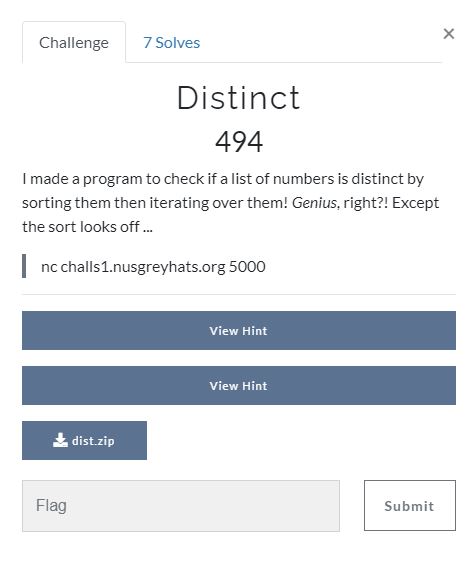 Challenge
7 Solves
×
Distinct
494
I made a program to check if a list of numbers is distinct by
sorting them then iterating over them! Genius, right?! Except
the sort looks off ...
nc challs1.nusgreyhats.org 5000
View Hint
View Hint
dist.zip
Flag
Submit